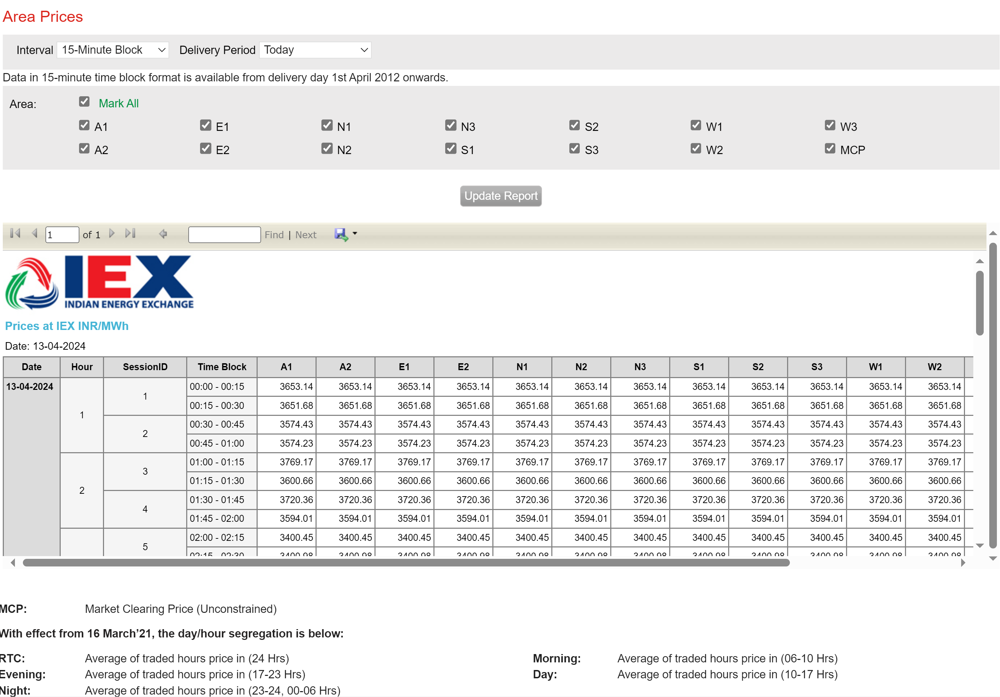 Area Prices
Interval 15-Minute Block Delivery Period Today
Data in 15-minute time block format is available from delivery day 1st April 2012 onwards.
Area: Mark All
A1 E1 N1 N3 S2 W1 W3
A2 E2 N2 S1 S3 W2 MCP
Update Report
1 of 1 Find | Next
IEX
INDIAN ENERGY EXCHANGE
Prices at IEX INR/MWh
Date: 13-04-2024
Date Hour SessionID Time Block A1 A2 E1 E2 N1 N2 N3 S1 S2 S3 W1 W2
13-04-2024 1 1 00:00 - 00:15 3653.14 3653.14 3653.14 3653.14 3653.14 3653.14 3653.14 3653.14 3653.14 3653.14 3653.14 3653.14
00:15 - 00:30 3651.68 3651.68 3651.68 3651.68 3651.68 3651.68 3651.68 3651.68 3651.68 3651.68 3651.68 3651.68
2 00:30 - 00:45 3574.43 3574.43 3574.43 3574.43 3574.43 3574.43 3574.43 3574.43 3574.43 3574.43 3574.43 3574.43
00:45 - 01:00 3574.23 3574.23 3574.23 3574.23 3574.23 3574.23 3574.23 3574.23 3574.23 3574.23 3574.23 3574.23
2 3 01:00 - 01:15 3769.17 3769.17 3769.17 3769.17 3769.17 3769.17 3769.17 3769.17 3769.17 3769.17 3769.17 3769.17
01:15 - 01:30 3600.66 3600.66 3600.66 3600.66 3600.66 3600.66 3600.66 3600.66 3600.66 3600.66 3600.66 3600.66
4 01:30 - 01:45 3720.36 3720.36 3720.36 3720.36 3720.36 3720.36 3720.36 3720.36 3720.36 3720.36 3720.36 3720.36
01:45 - 02:00 3594.01 3594.01 3594.01 3594.01 3594.01 3594.01 3594.01 3594.01 3594.01 3594.01 3594.01 3594.01
5 02:00 - 02:15 3400.45 3400.45 3400.45 3400.45 3400.45 3400.45 3400.45 3400.45 3400.45 3400.45 3400.45 3400.45
02:15 - 02:30 3400.98 3400.98 3400.98 3400.98 3400.98 3400.98 3400.98 3400.98 3400.98 3400.98 3400.98 3400.98
MCP: Market Clearing Price (Unconstrained)
With effect from 16 March’21, the day/hour segregation is below:
RTC: Average of traded hours price in (24 Hrs) Morning: Average of traded hours price in (06-10 Hrs)
Evening: Average of traded hours price in (17-23 Hrs) Day: Average of traded hours price in (10-17 Hrs)
Night: Average of traded hours price in (23-24, 00-06 Hrs)